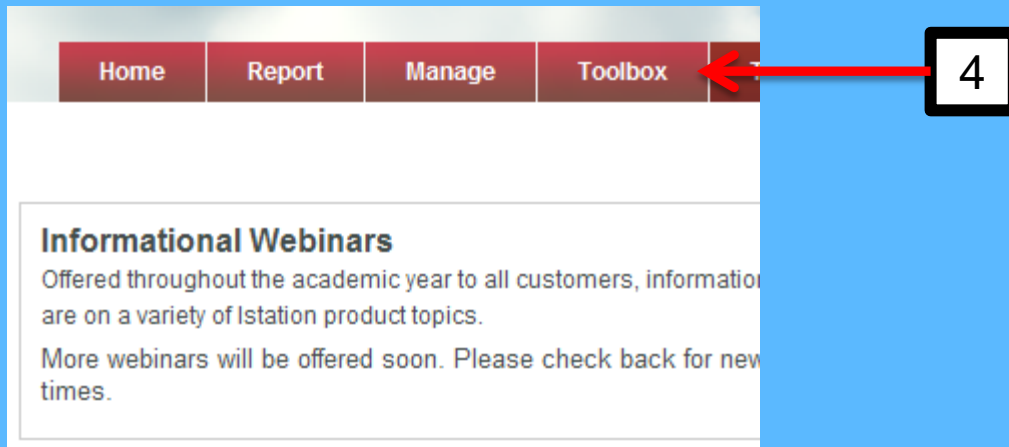 Home Report Manage Toolbox
4
Informational Webinars
Offered throughout the academic year to all customers,
are on a variety of Istation product topics.
More webinars will be offered soon. Please check back for new
times.